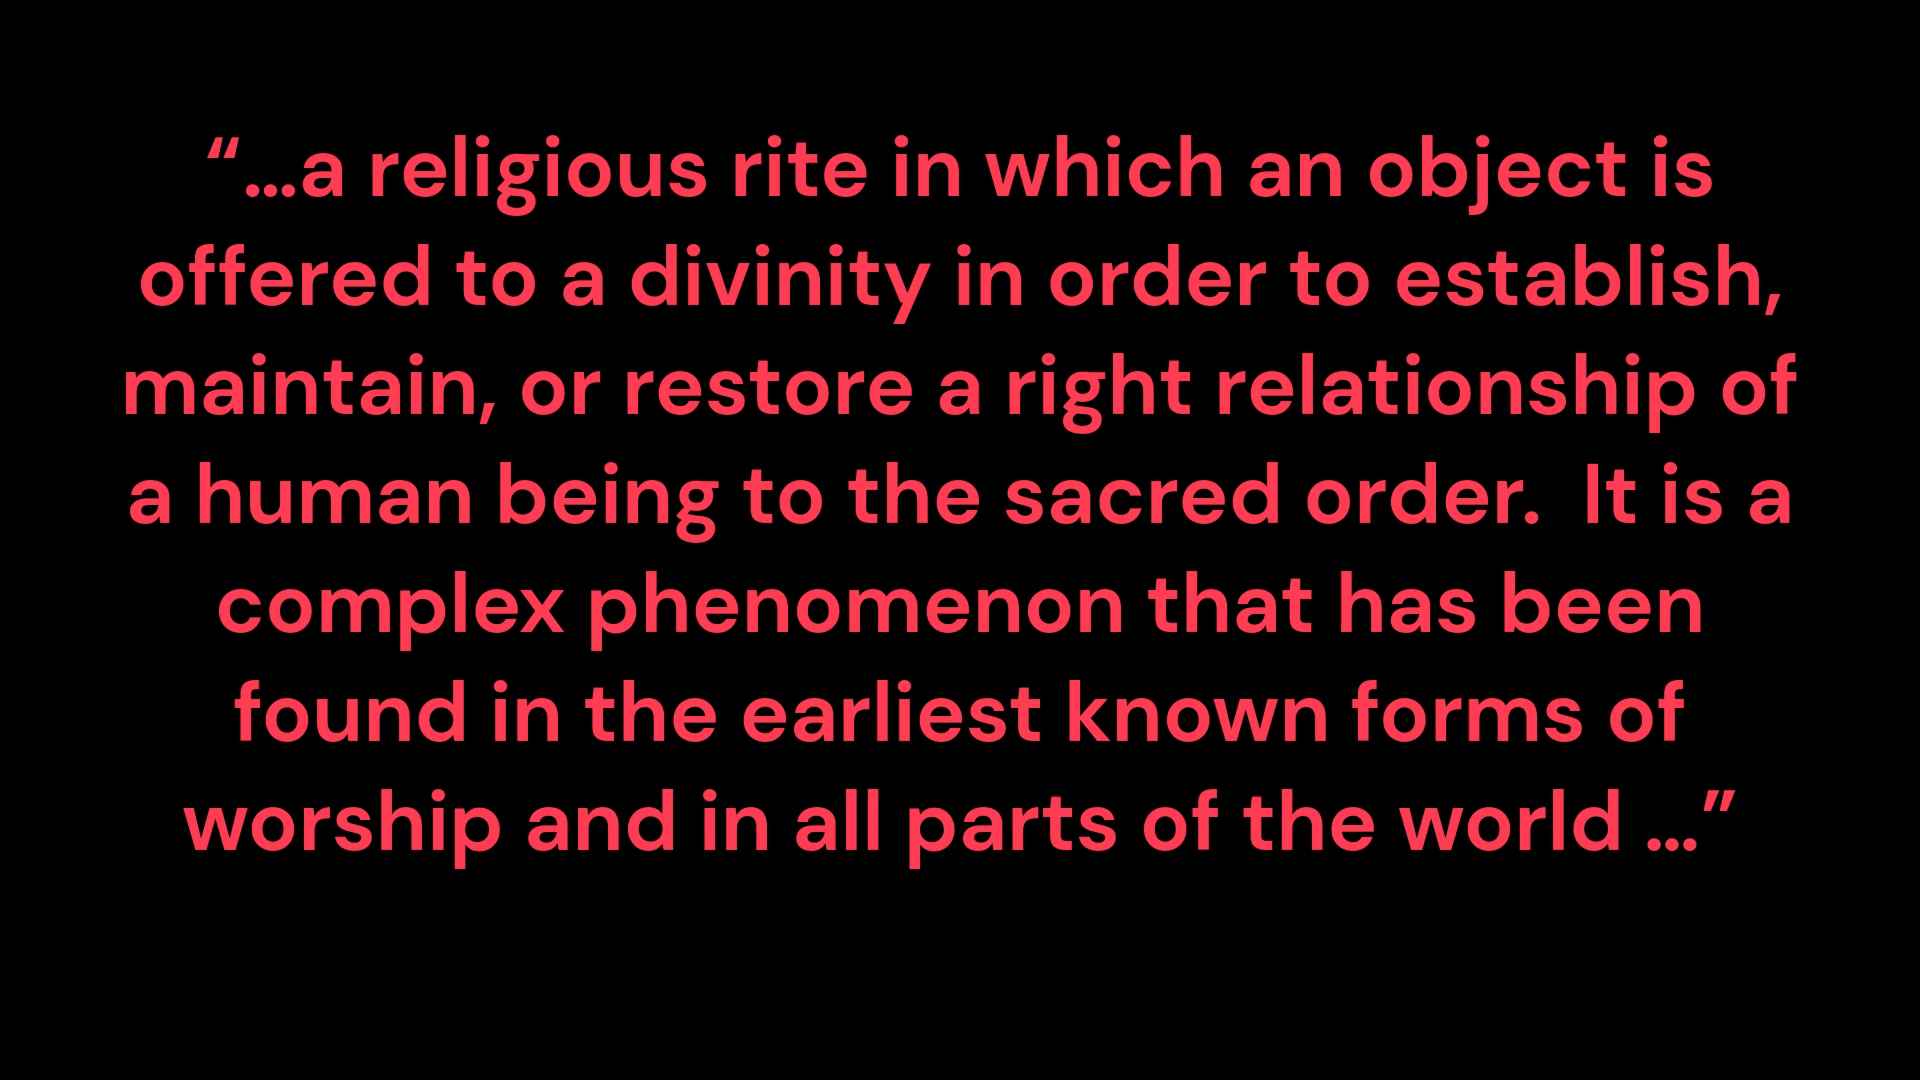 “…a religious rite in which an object is
offered to a divinity in order to establish,
maintain, or restore a right relationship of
a human being to the sacred order.  It is a
complex phenomenon that has been
found in the earliest known forms of
worship and in all parts of the world …”